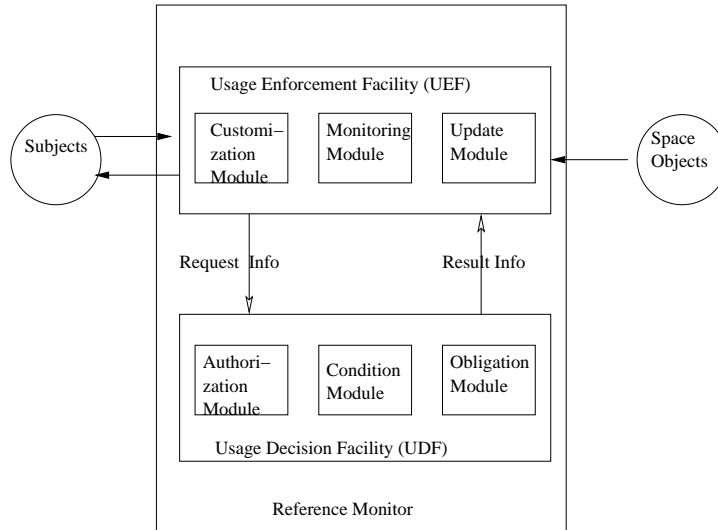 Usage Enforcement Facility (UEF)
Subjects
Customi–
zation
Module
Monitoring
Module
Update
Module
Space
Objects
Request Info
Result Info
Authori–
zation
Module
Condition
Module
Obligation
Module
Usage Decision Facility (UDF)
Reference Monitor